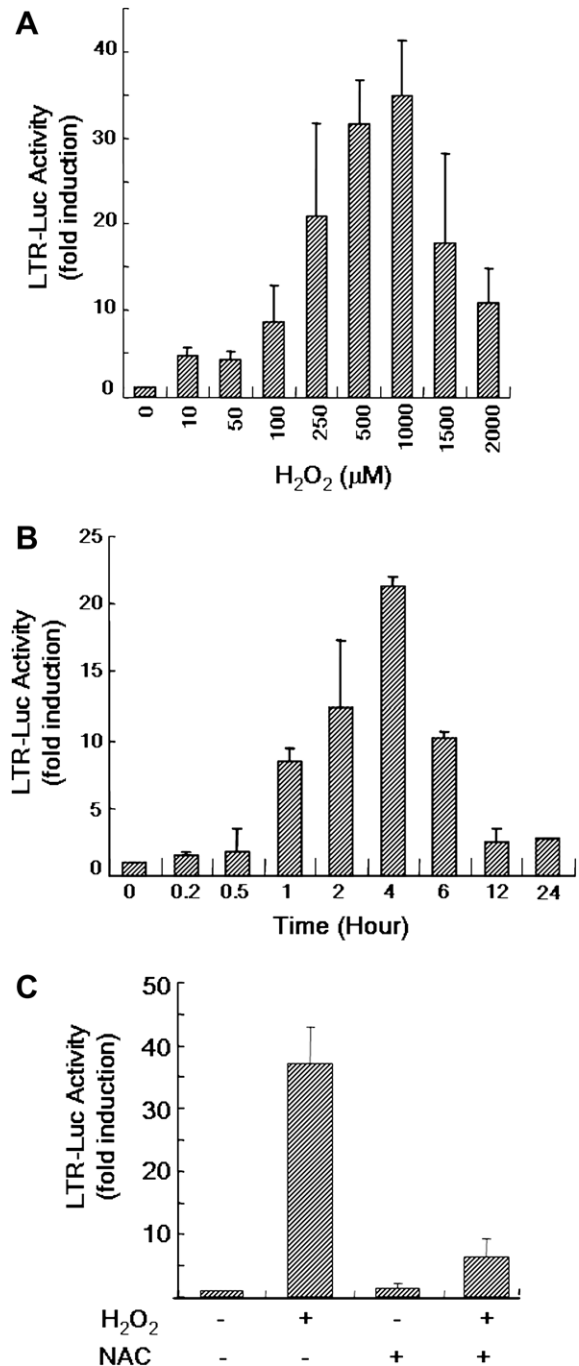 A
LTR-Luc Activity
(fold induction)
40
30
20
10
0
0 10 50 100 250 500 1000 1500 2000
H₂O₂ (μM)
B
LTR-Luc Activity
(fold induction)
25
20
15
10
5
0
0 0.2 0.5 1 2 4 6 12 24
Time (Hour)
C
LTR-Luc Activity
(fold induction)
50
40
30
20
10
H₂O₂ - + - +
NAC - - + +